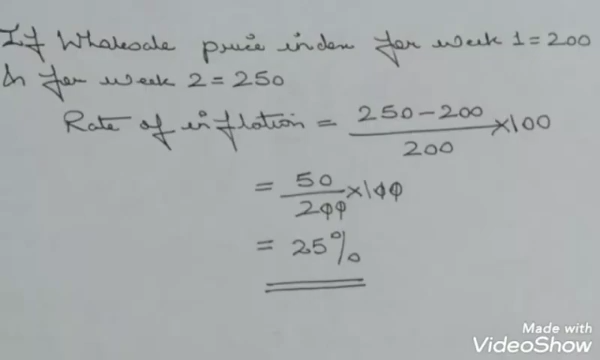 If Wholesale price index for week 1 = 200
& for week 2 = 250
Rate of inflation = 250 - 200 / 200 × 100
= 50 / 200 × 100
= 25%
Made with
VideoShow